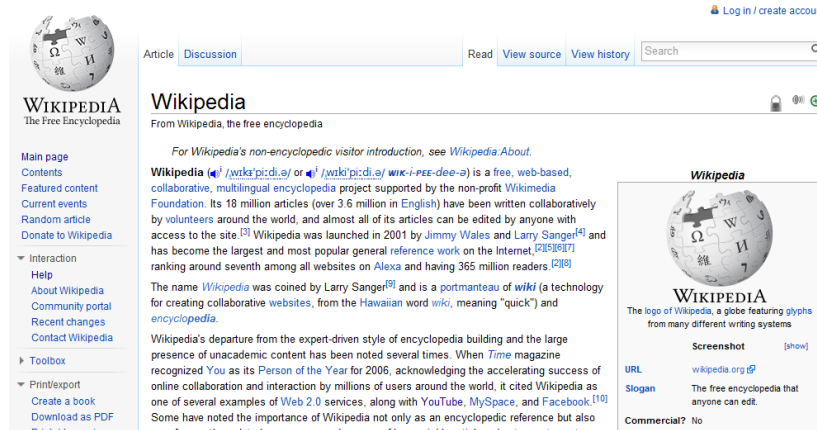 Log in / create accou
Article Discussion Read View source View history Search
WIKIPEDIA
The Free Encyclopedia
Main page
Contents
Featured content
Current events
Random article
Donate to Wikipedia
Interaction
Help
About Wikipedia
Community portal
Recent changes
Contact Wikipedia
Toolbox
Print/export
Create a book
Download as PDF
Wikipedia
From Wikipedia, the free encyclopedia
For Wikipedia's non-encyclopedic visitor introduction, see Wikipedia:About.
Wikipedia (i /ˌwɪkɨˈpiːdi.ə/ or i /ˌwɪkiˈpiːdi.ə/ WIK-i-PEE-dee-ə) is a free, web-based,
collaborative, multilingual encyclopedia project supported by the non-profit Wikimedia
Foundation. Its 18 million articles (over 3.6 million in English) have been written collaboratively
by volunteers around the world, and almost all of its articles can be edited by anyone with
access to the site.[3] Wikipedia was launched in 2001 by Jimmy Wales and Larry Sanger[4] and
has become the largest and most popular general reference work on the Internet,[2][5][6][7]
ranking around seventh among all websites on Alexa and having 365 million readers.[2][8]
The name Wikipedia was coined by Larry Sanger[9] and is a portmanteau of wiki (a technology
for creating collaborative websites, from the Hawaiian word wiki, meaning "quick") and
encyclopedia.
Wikipedia's departure from the expert-driven style of encyclopedia building and the large
presence of unacademic content has been noted several times. When Time magazine
recognized You as its Person of the Year for 2006, acknowledging the accelerating success of
online collaboration and interaction by millions of users around the world, it cited Wikipedia as
one of several examples of Web 2.0 services, along with YouTube, MySpace, and Facebook.[10]
Some have noted the importance of Wikipedia not only as an encyclopedic reference but also
Wikipedia
Ω W И 維 7
WIKIPEDIA
The logo of Wikipedia, a globe featuring glyphs
from many different writing systems
Screenshot [show]
URL wikipedia.org
Slogan The free encyclopedia that
anyone can edit.
Commercial? No